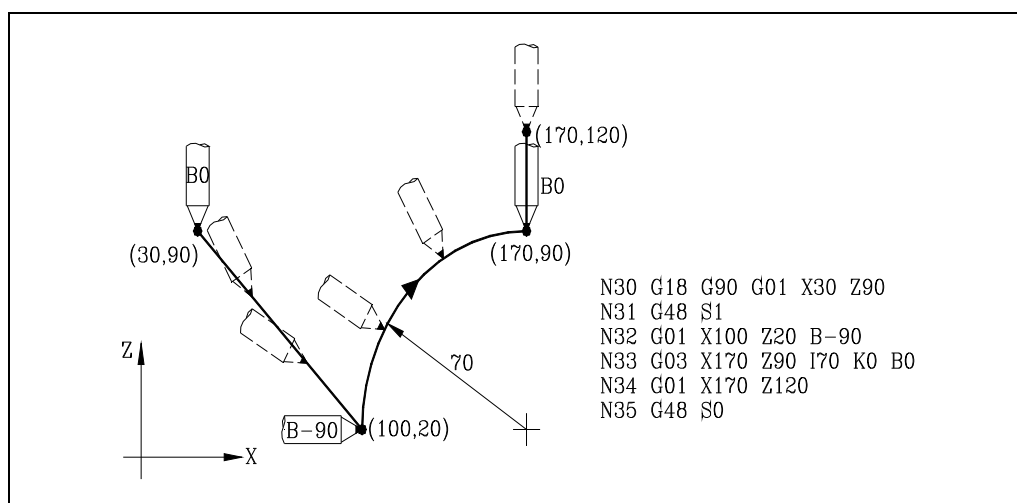 (170,120)
B0
B0
(30,90)
(170,90)
N30 G18 G90 G01 X30 Z90
N31 G48 S1
N32 G01 X100 Z20 B-90
N33 G03 X170 Z90 I70 K0 B0
N34 G01 X170 Z120
N35 G48 S0
Z
70
B-90
(100,20)
X